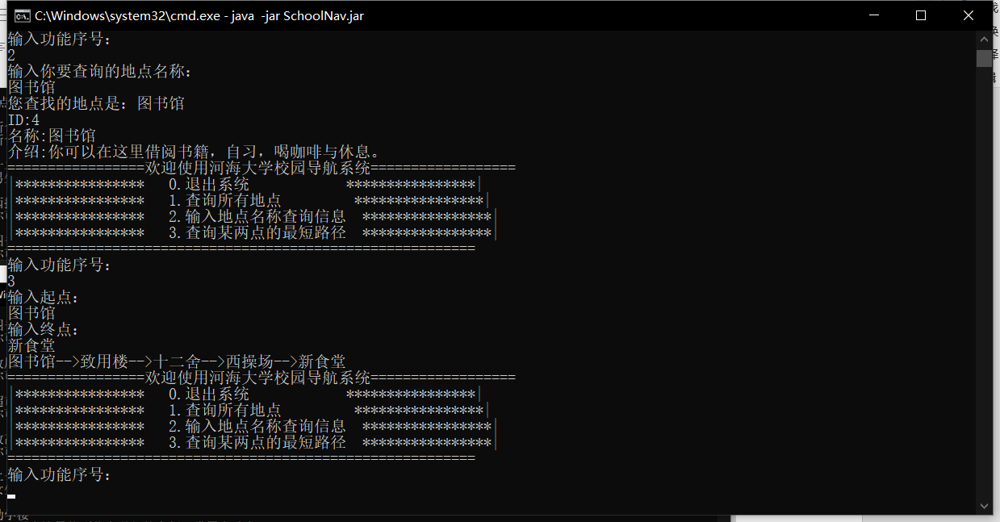 C:\Windows\system32\cmd.exe - java  -jar SchoolNav.jar
输入功能序号：
2
输入你要查询的地点名称：
图书馆
您查找的地点是：图书馆
ID:4
名称:图书馆
介绍:你可以在这里借阅书籍，自习，喝咖啡与休息。
=================欢迎使用河海大学校园导航系统==================
|****************   0.退出系统            ****************|
|****************   1.查询所有地点         ****************|
|****************   2.输入地点名称查询信息  ****************|
|****************   3.查询某两点的最短路径  ****************|
==========================================================
输入功能序号：
3
输入起点：
图书馆
输入终点：
新食堂
图书馆-->致用楼-->十二舍-->西操场-->新食堂
=================欢迎使用河海大学校园导航系统==================
|****************   0.退出系统            ****************|
|****************   1.查询所有地点         ****************|
|****************   2.输入地点名称查询信息  ****************|
|****************   3.查询某两点的最短路径  ****************|
==========================================================
输入功能序号：